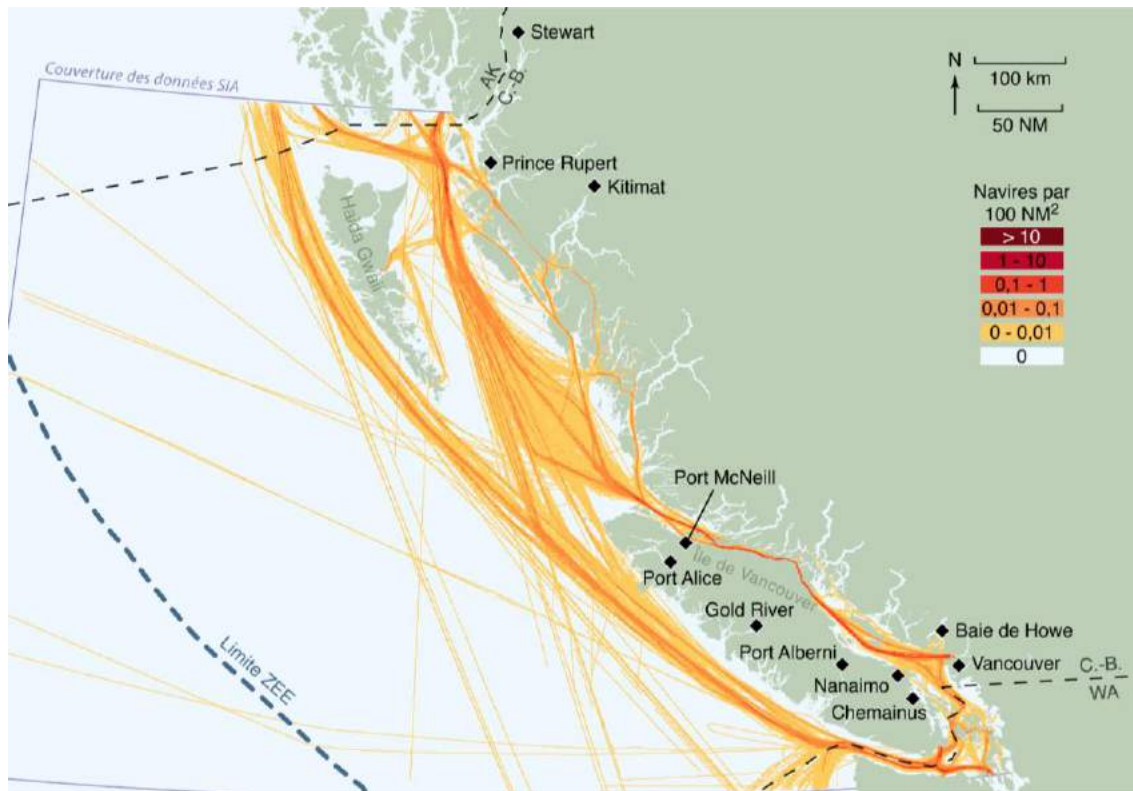 Stewart
Couverture des données SIA
AK
C.-B.
N
100 km
50 NM
Prince Rupert
Kitimat
Navires par
100 NM²
> 10
1 - 10
0,1 - 1
0,01 - 0,1
0 - 0,01
0
Haida Gwaii
Port McNeill
Ile de Vancouver
Port Alice
Gold River
Baie de Howe
Port Alberni
Vancouver
C.-B.
WA
Nanaimo
Chemainus
Limite ZEE